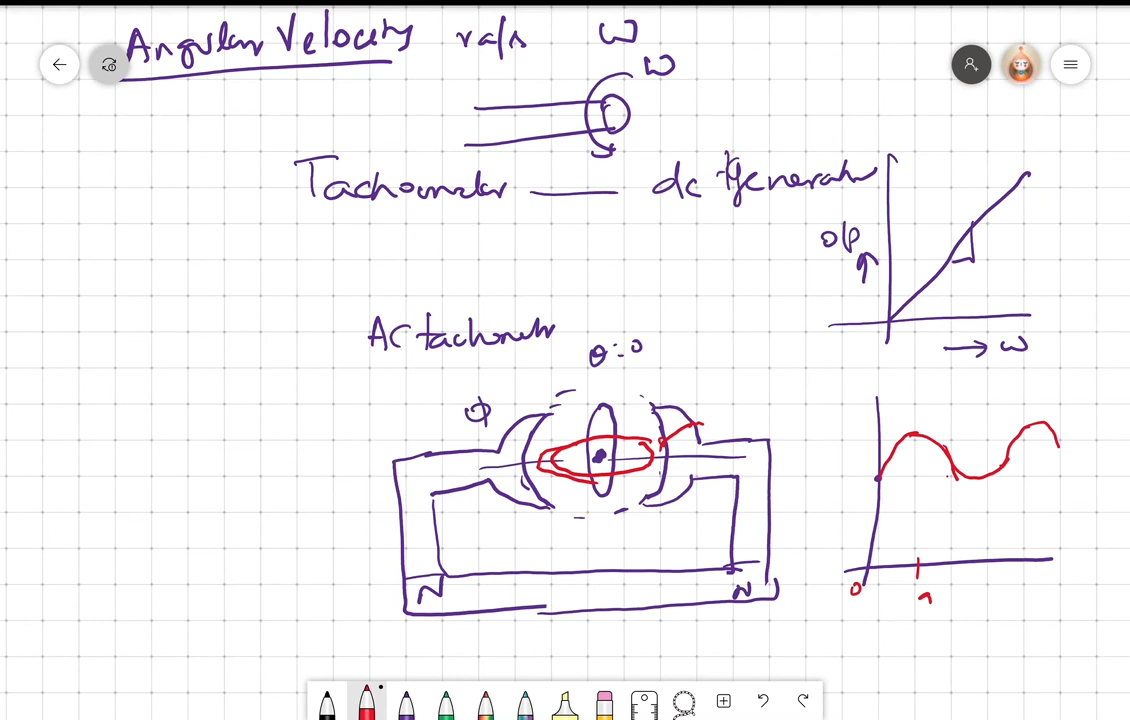 Angular Velocity rad/s ω
ω
Tachometer — dc generator
o/p
→ ω
AC tachometer
θ=0
ϕ
N N
0